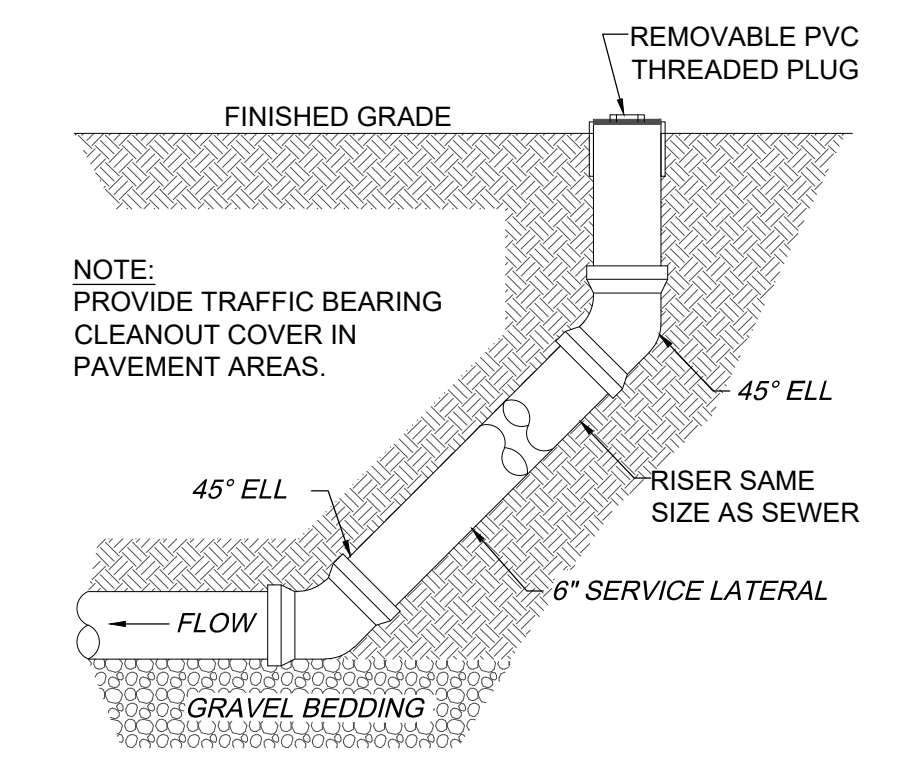 REMOVABLE PVC
THREADED PLUG
FINISHED GRADE
NOTE:
PROVIDE TRAFFIC BEARING
CLEANOUT COVER IN
PAVEMENT AREAS.
45° ELL
45° ELL
RISER SAME
SIZE AS SEWER
6" SERVICE LATERAL
FLOW
GRAVEL BEDDING